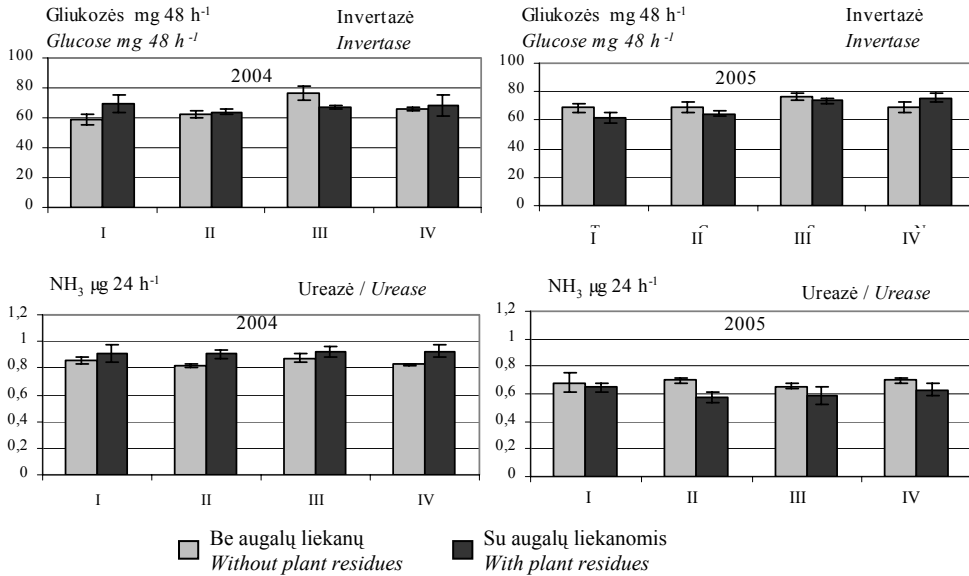 Gliukozės mg 48 h-1
Glucose mg 48 h-1
Invertazė
Invertase
2004
100
80
60
40
20
0
I
II
III
IV
Gliukozės mg 48 h-1
Glucose mg 48 h-1
Invertazė
Invertase
2005
100
80
60
40
20
0
I
II
III
IV
NH3 µg 24 h-1
Ureazė / Urease
2004
1,2
1
0,8
0,6
0,4
0,2
0
I
II
III
IV
NH3 µg 24 h-1
Ureazė / Urease
2005
1,2
1
0,8
0,6
0,4
0,2
0
I
II
III
IV
Be augalų liekanų
Without plant residues
Su augalų liekanomis
With plant residues